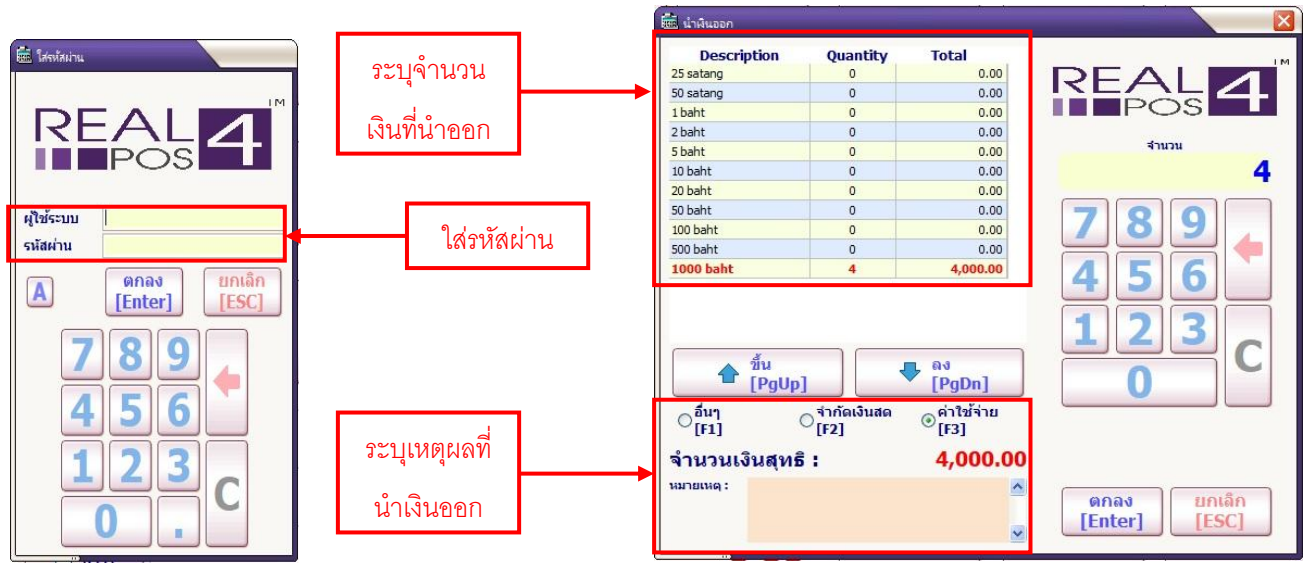 ใส่รหัสผ่าน
REAL 4 TM
POS
ผู้ใช้ระบบ
รหัสผ่าน
A
ตกลง
[Enter]
ยกเลิก
[ESC]
7 8 9
4 5 6
1 2 3
C
0 .
ระบุจำนวน
เงินที่นำออก
ใส่รหัสผ่าน
ระบุเหตุผลที่
นำเงินออก
นำเงินออก
Description Quantity Total
25 satang 0 0.00
50 satang 0 0.00
1 baht 0 0.00
2 baht 0 0.00
5 baht 0 0.00
10 baht 0 0.00
20 baht 0 0.00
50 baht 0 0.00
100 baht 0 0.00
500 baht 0 0.00
1000 baht 4 4,000.00
ขึ้น
[PgUp]
ลง
[PgDn]
อื่นๆ
[F1]
จำกัดเงินสด
[F2]
ค่าใช้จ่าย
[F3]
จำนวนเงินสุทธิ : 4,000.00
หมายเหตุ :
REAL 4 TM
POS
จำนวน
4
7 8 9
4 5 6
1 2 3
C
0
ตกลง
[Enter]
ยกเลิก
[ESC]